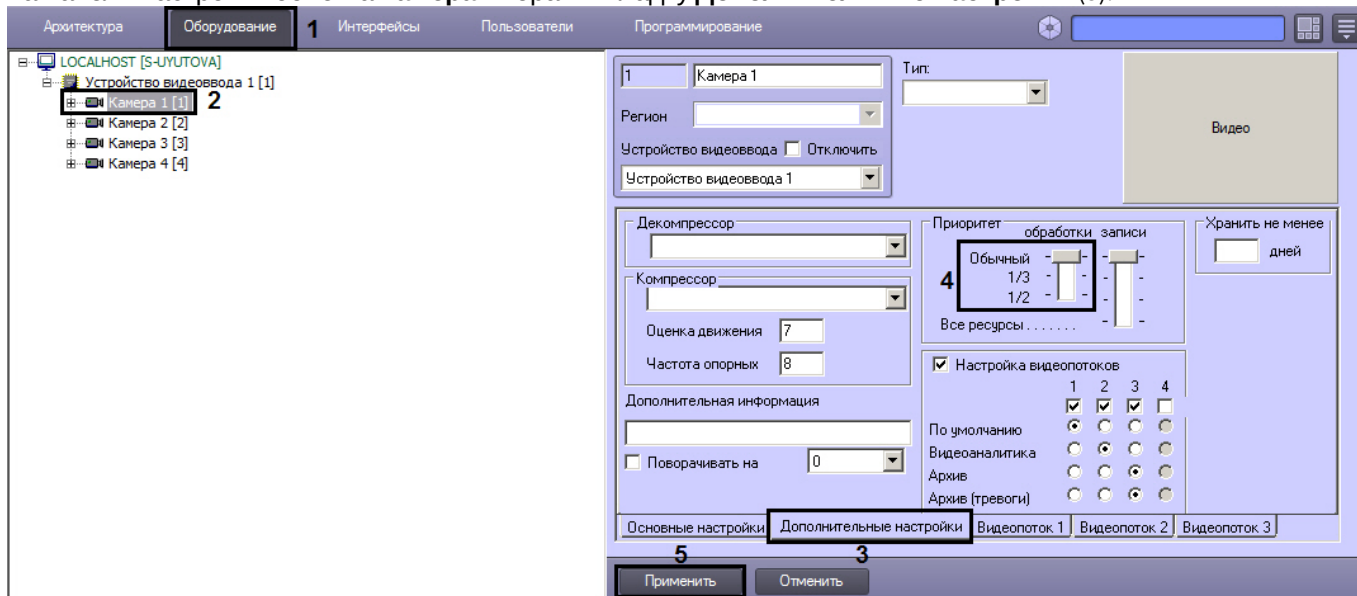 Архитектура Оборудование 1 Интерфейсы Пользователи Программирование
LOCALHOST [S-UYUTOVA]
Устройство видеоввода 1 [1]
Камера 1 [1] 2
Камера 2 [2]
Камера 3 [3]
Камера 4 [4]
1 Камера 1
Тип:
Регион
Видео
Устройство видеоввода Отключить
Устройство видеоввода 1
Декомпрессор
Приоритет обработки записи
Хранить не менее
дней
Обычный
4 1/3
1/2
Все ресурсы . . . . . . .
Компрессор
Оценка движения 7
Частота опорных 8
Настройка видеопотоков
1 2 3 4
Дополнительная информация
По умолчанию
Видеоаналитика
Архив
Архив (тревоги)
Поворачивать на 0
Основные настройки Дополнительные настройки Видеопоток 1 Видеопоток 2 Видеопоток 3
5 3
Применить Отменить